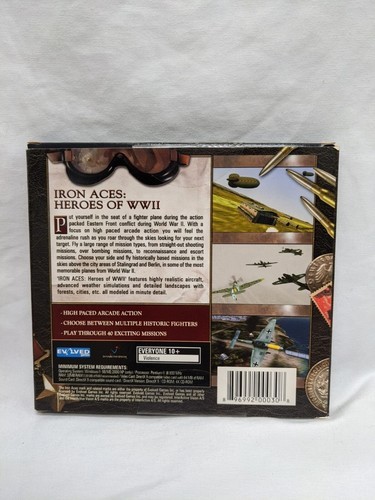 IRON ACES:
HEROES OF WWII
Put yourself in the seat of a fighter plane during the action
packed Eastern Front conflict during World War II. With a
focus on high paced arcade action you will feel the
adrenaline rush as you roar through the skies looking for your next
target. Fly a large range of mission types, from straight-out shooting
missions, over bombing missions, to reconnaissance and escort
missions. Choose your side and fly historically based missions in the
skies above the city areas of Stalingrad and Berlin, in some of the most
memorable planes from World War II.
'IRON ACES: Heroes of WWII' features highly realistic aircraft,
advanced weather simulations and detailed landscapes with
forests, cities, etc. all modeled in minute detail.
- HIGH PACED ARCADE ACTION
- CHOOSE BETWEEN MULTIPLE HISTORIC FIGHTERS
- PLAY THROUGH 40 EXCITING MISSIONS
EVOLVED
EVERYONE 10+
Violence
MINIMUM SYSTEM REQUIREMENTS:
8 96992 00030 8